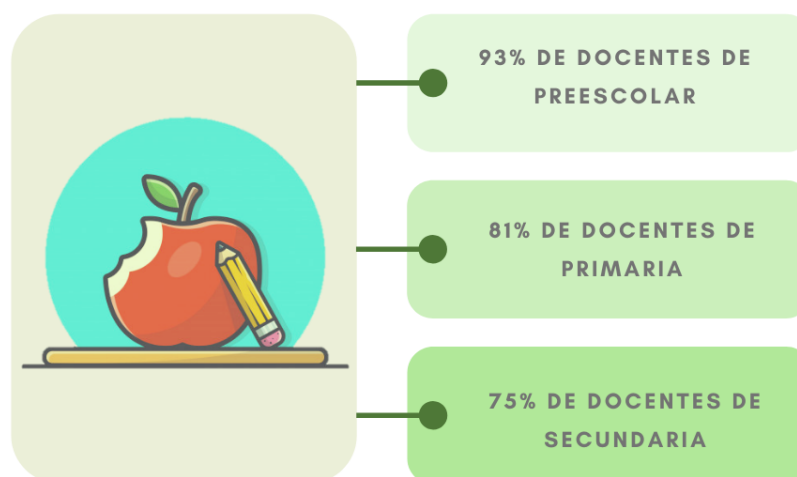 93% DE DOCENTES DE
PREESCOLAR
81% DE DOCENTES DE
PRIMARIA
75% DE DOCENTES DE
SECUNDARIA